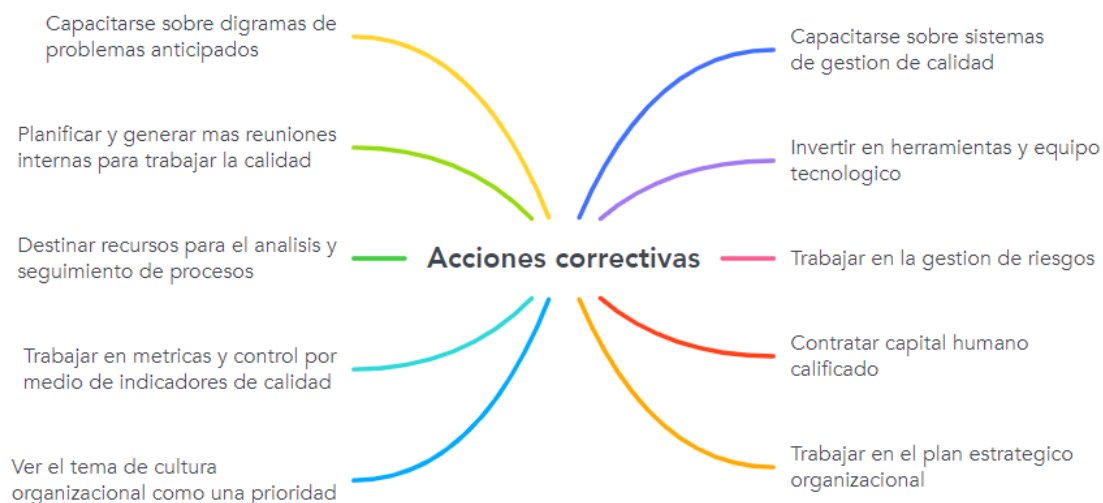 Capacitarse sobre digramas de
problemas anticipados
Planificar y generar mas reuniones
internas para trabajar la calidad
Destinar recursos para el analisis y
seguimiento de procesos
Trabajar en metricas y control por
medio de indicadores de calidad
Ver el tema de cultura
organizacional como una prioridad
Acciones correctivas
Capacitarse sobre sistemas
de gestion de calidad
Invertir en herramientas y equipo
tecnologico
Trabajar en la gestion de riesgos
Contratar capital humano
calificado
Trabajar en el plan estrategico
organizacional